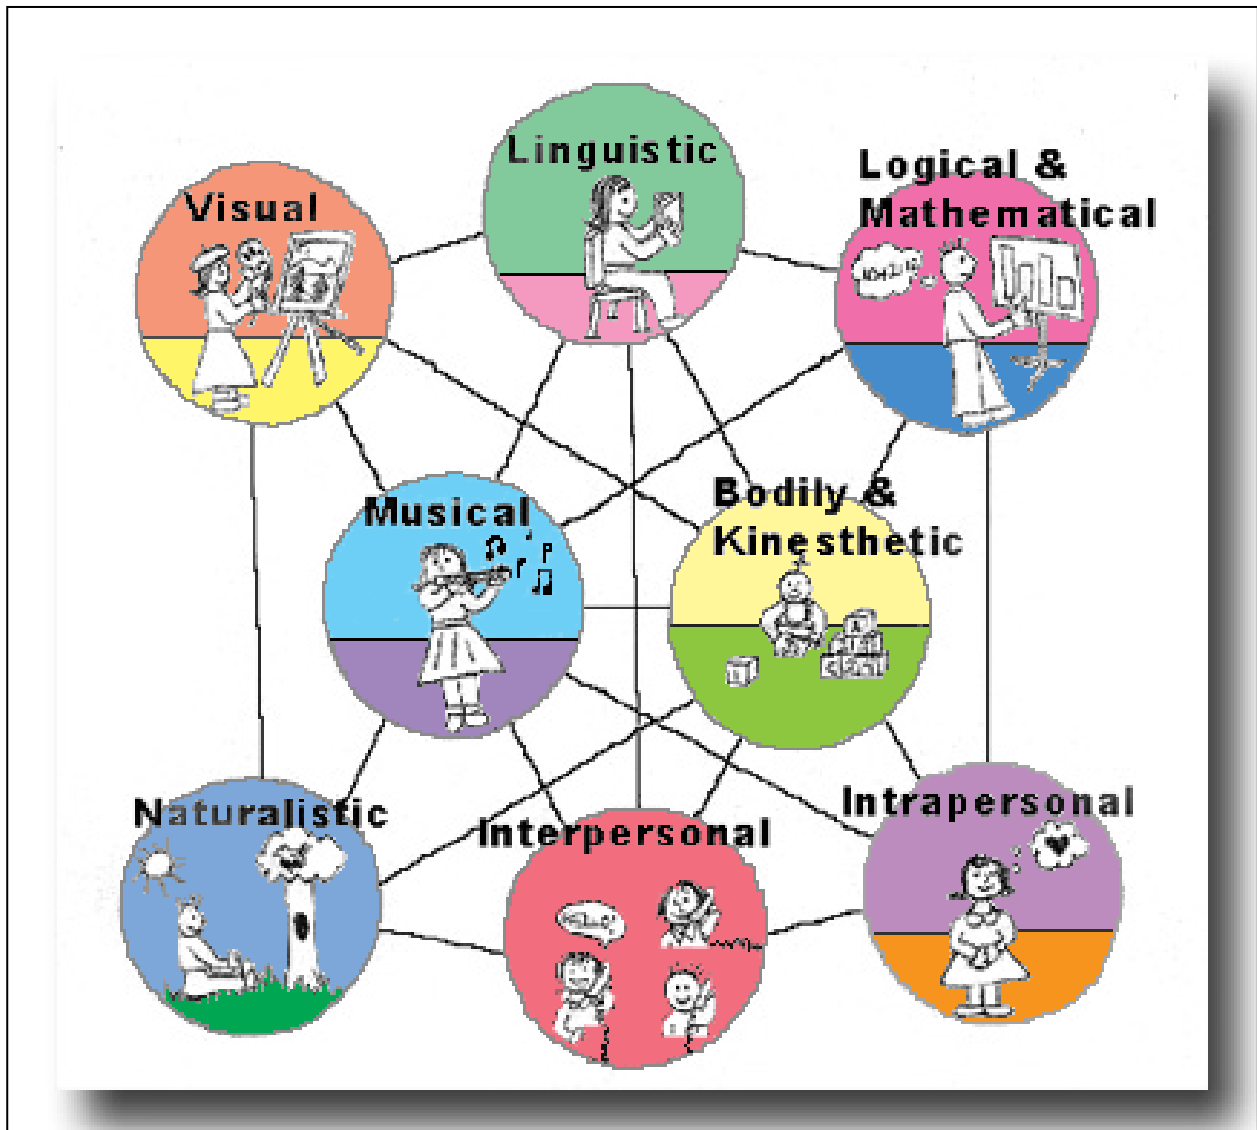 Linguistic
Logical &
Mathematical
Visual
Musical
Bodily &
Kinesthetic
Naturalistic
Interpersonal
Intrapersonal